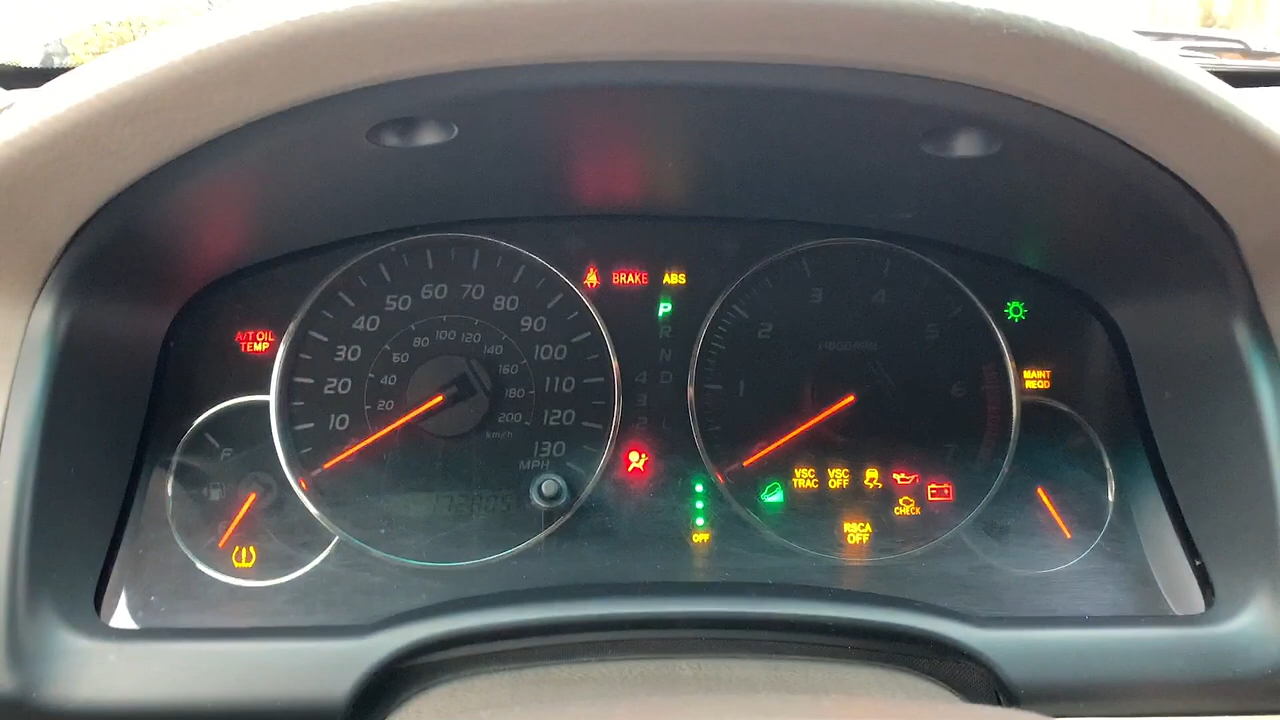 BRAKE
ABS
P
R
N
D
4
3
2
L
A/T OIL
TEMP
F
10
20
30
40
50
60
70
80
90
100
110
120
130
MPH
20
40
60
80
100
120
140
160
180
200
km/h
1
2
3
4
5
6
7
MAINT
REQD
VSC
TRAC
VSC
OFF
CHECK
RSCA
OFF
OFF